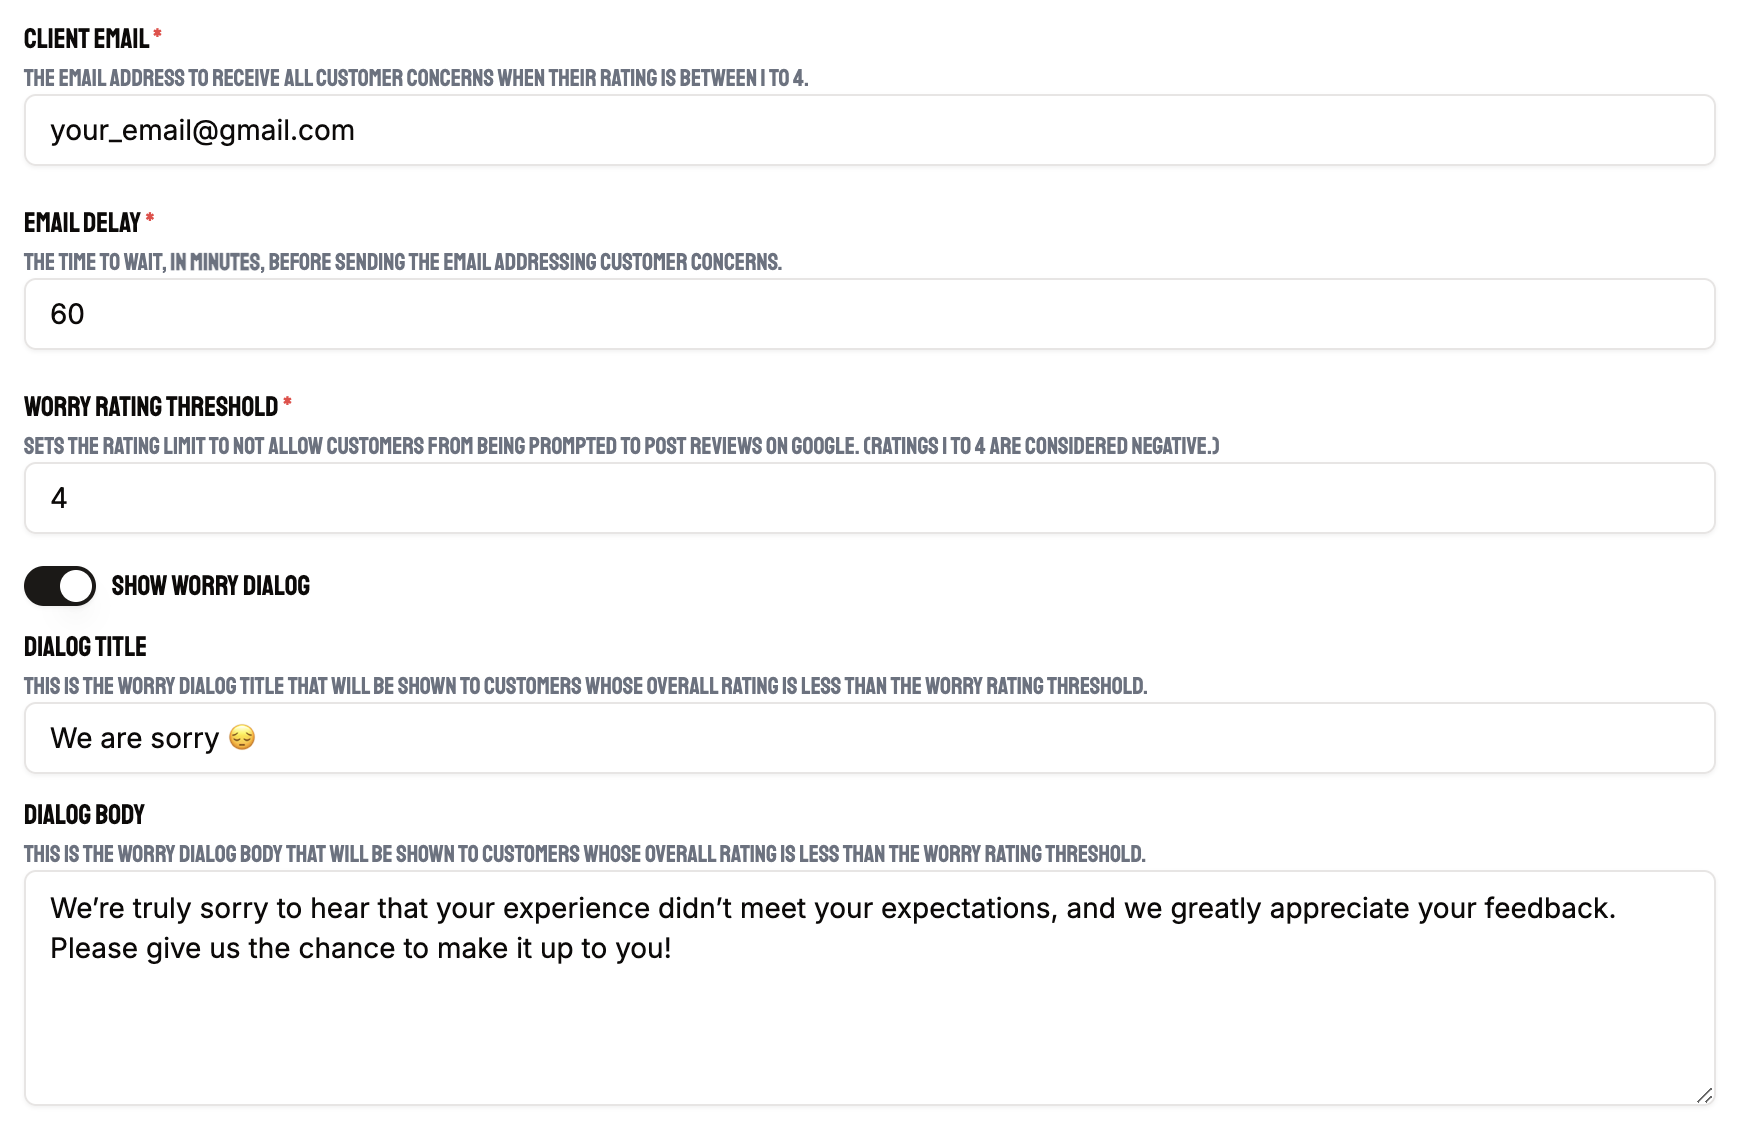 CLIENT EMAIL *
THE EMAIL ADDRESS TO RECEIVE ALL CUSTOMER CONCERNS WHEN THEIR RATING IS BETWEEN 1 TO 4.
your_email@gmail.com
EMAIL DELAY *
THE TIME TO WAIT, IN MINUTES, BEFORE SENDING THE EMAIL ADDRESSING CUSTOMER CONCERNS.
60
WORRY RATING THRESHOLD *
SETS THE RATING LIMIT TO NOT ALLOW CUSTOMERS FROM BEING PROMPTED TO POST REVIEWS ON GOOGLE. (RATINGS 1 TO 4 ARE CONSIDERED NEGATIVE.)
4
SHOW WORRY DIALOG
DIALOG TITLE
THIS IS THE WORRY DIALOG TITLE THAT WILL BE SHOWN TO CUSTOMERS WHOSE OVERALL RATING IS LESS THAN THE WORRY RATING THRESHOLD.
We are sorry 😔
DIALOG BODY
THIS IS THE WORRY DIALOG BODY THAT WILL BE SHOWN TO CUSTOMERS WHOSE OVERALL RATING IS LESS THAN THE WORRY RATING THRESHOLD.
We’re truly sorry to hear that your experience didn’t meet your expectations, and we greatly appreciate your feedback.
Please give us the chance to make it up to you!